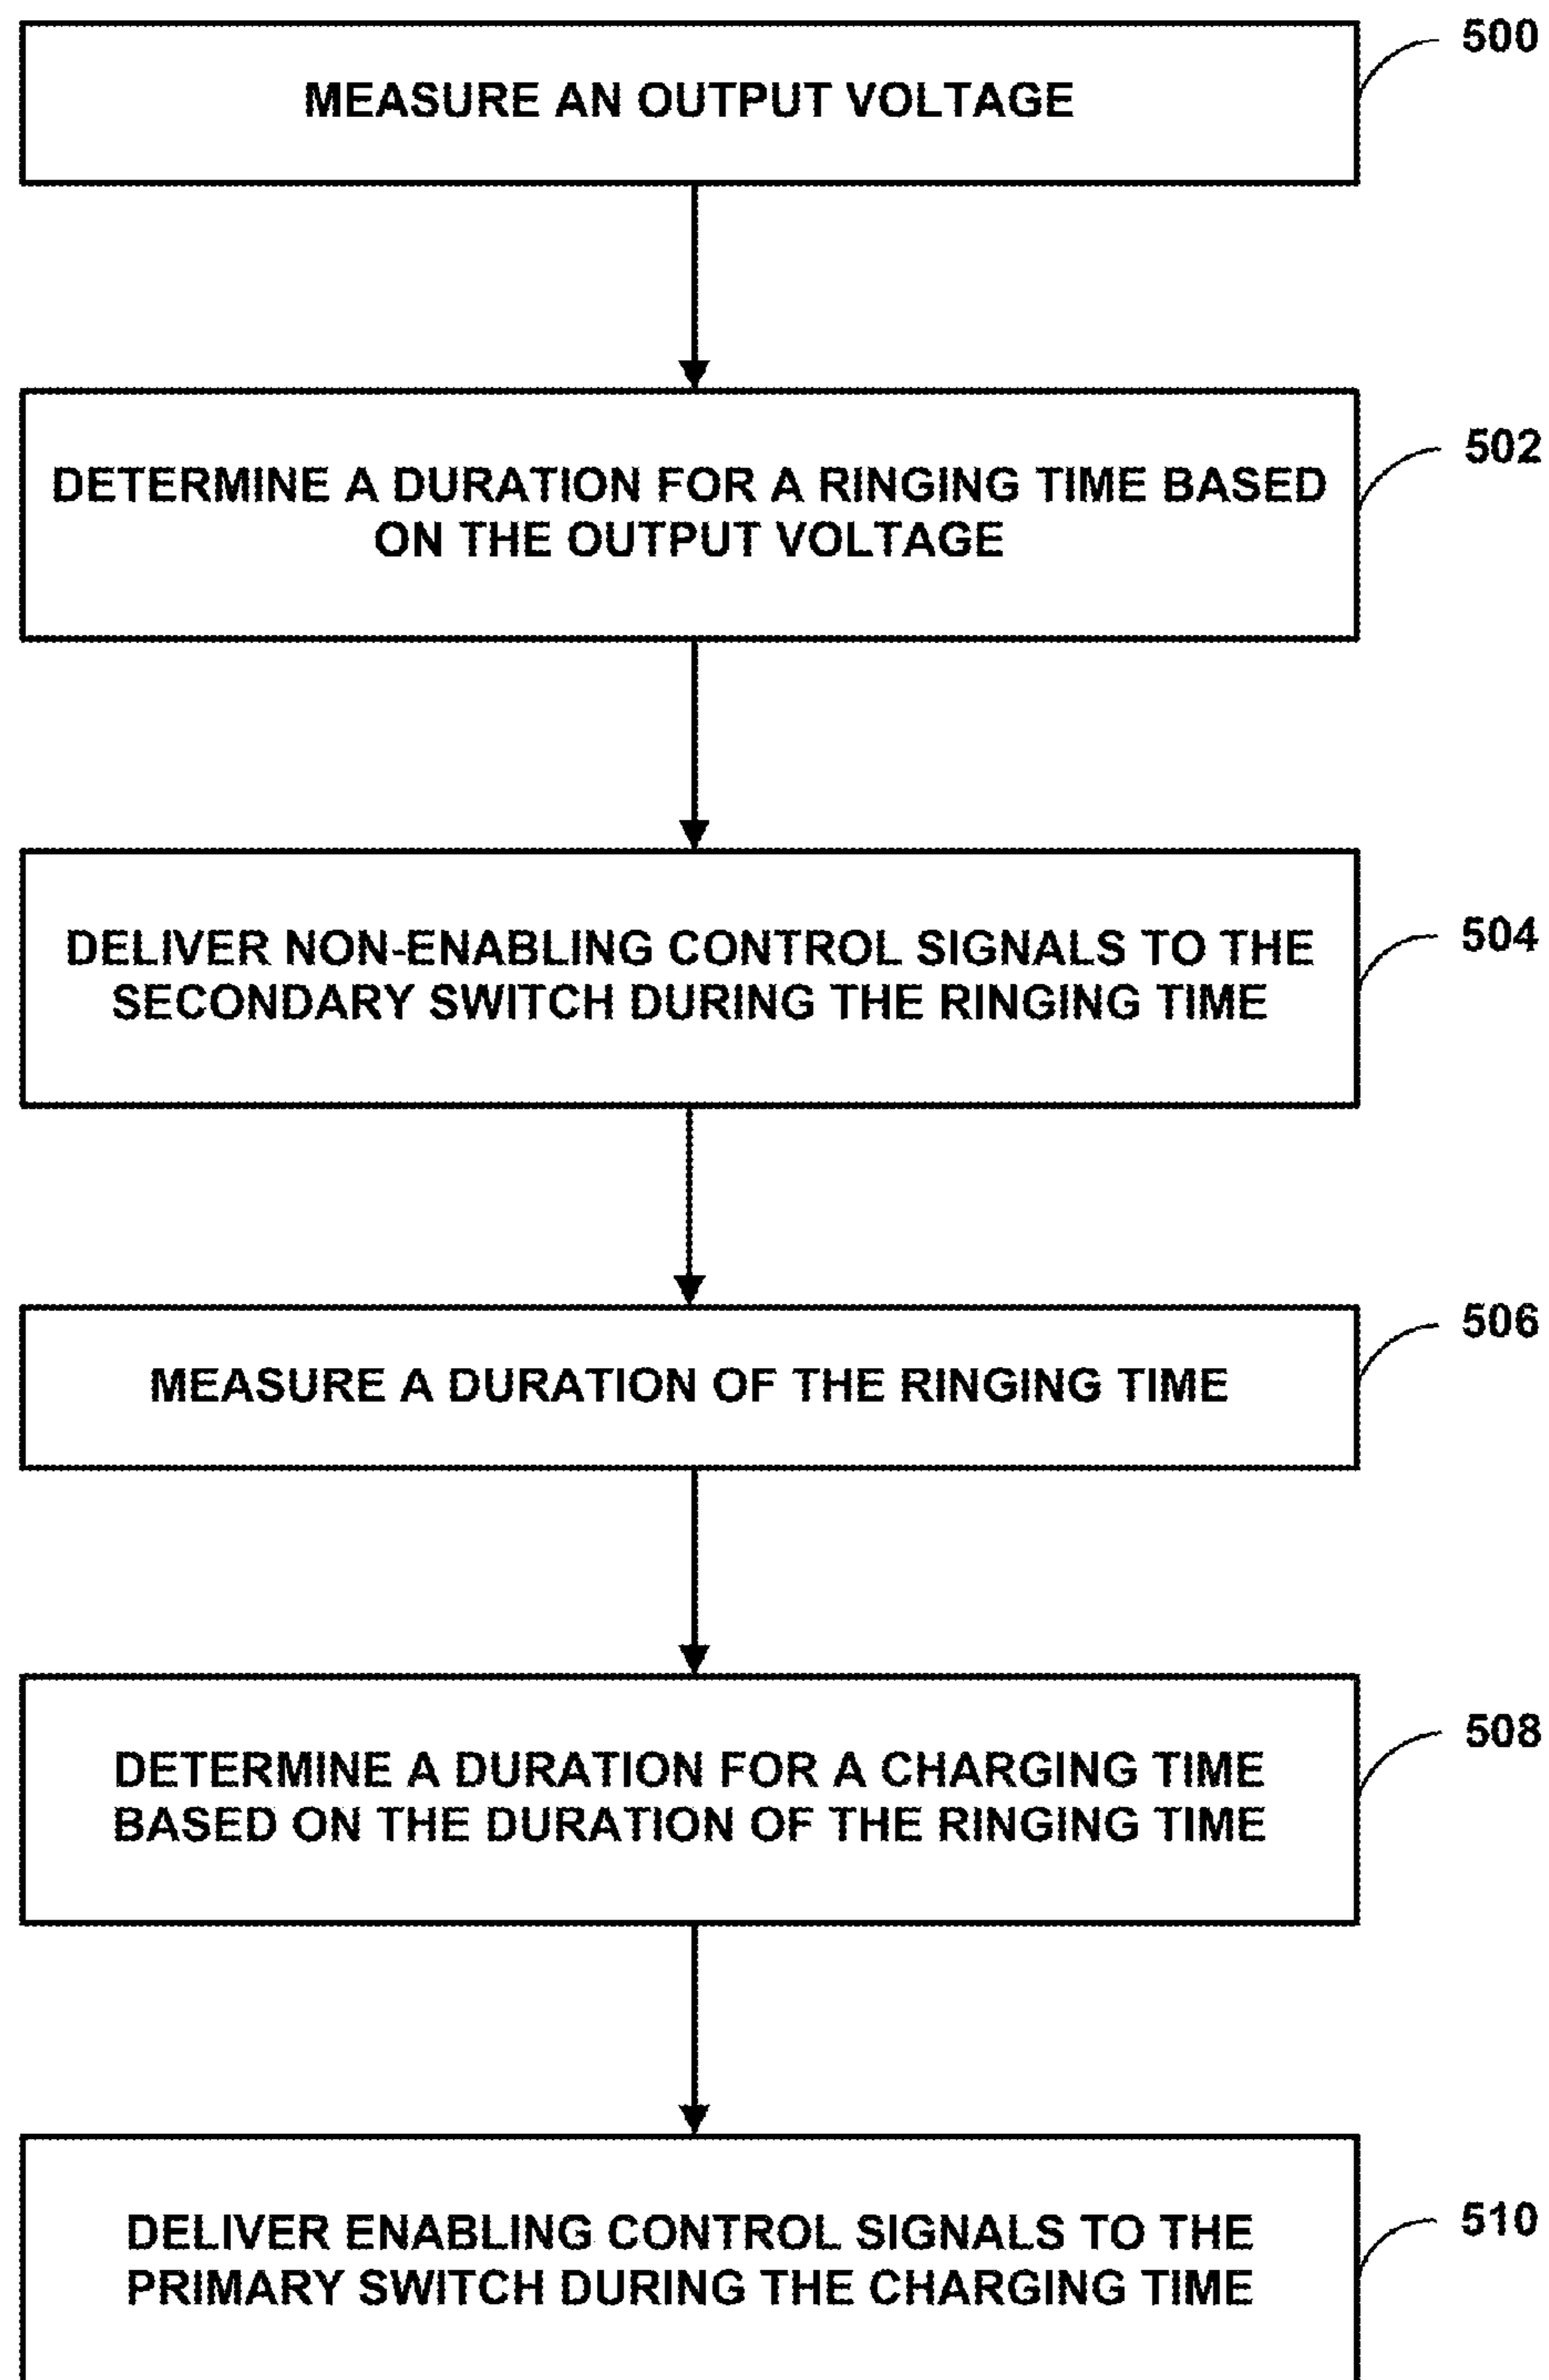 500
MEASURE AN OUTPUT VOLTAGE
502
DETERMINE A DURATION FOR A RINGING TIME BASED
ON THE OUTPUT VOLTAGE
504
DELIVER NON-ENABLING CONTROL SIGNALS TO THE
SECONDARY SWITCH DURING THE RINGING TIME
506
MEASURE A DURATION OF THE RINGING TIME
508
DETERMINE A DURATION FOR A CHARGING TIME
BASED ON THE DURATION OF THE RINGING TIME
510
DELIVER ENABLING CONTROL SIGNALS TO THE
PRIMARY SWITCH DURING THE CHARGING TIME